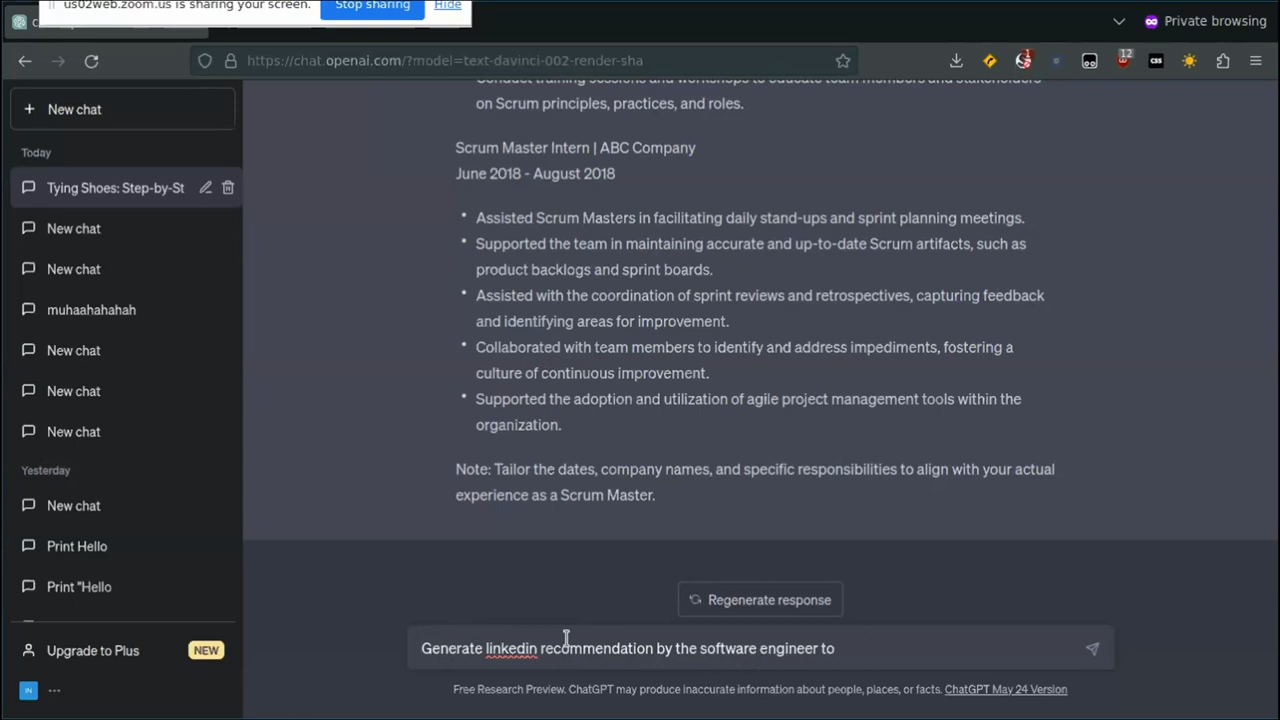 us02web.zoom.us is sharing your screen. Stop sharing Hide
Private browsing
https://chat.openai.com/?model=text-davinci-002-render-sha
12
New chat
Today
Tying Shoes: Step-by-St
New chat
New chat
muhaahahahah
New chat
New chat
New chat
Yesterday
New chat
Print Hello
Print "Hello
Upgrade to Plus NEW
IN
Conduct training sessions and workshops to educate team members and stakeholders
on Scrum principles, practices, and roles.
Scrum Master Intern | ABC Company
June 2018 - August 2018
• Assisted Scrum Masters in facilitating daily stand-ups and sprint planning meetings.
• Supported the team in maintaining accurate and up-to-date Scrum artifacts, such as
product backlogs and sprint boards.
• Assisted with the coordination of sprint reviews and retrospectives, capturing feedback
and identifying areas for improvement.
• Collaborated with team members to identify and address impediments, fostering a
culture of continuous improvement.
• Supported the adoption and utilization of agile project management tools within the
organization.
Note: Tailor the dates, company names, and specific responsibilities to align with your actual
experience as a Scrum Master.
Regenerate response
Generate linkedin recommendation by the software engineer to
Free Research Preview. ChatGPT may produce inaccurate information about people, places, or facts. ChatGPT May 24 Version